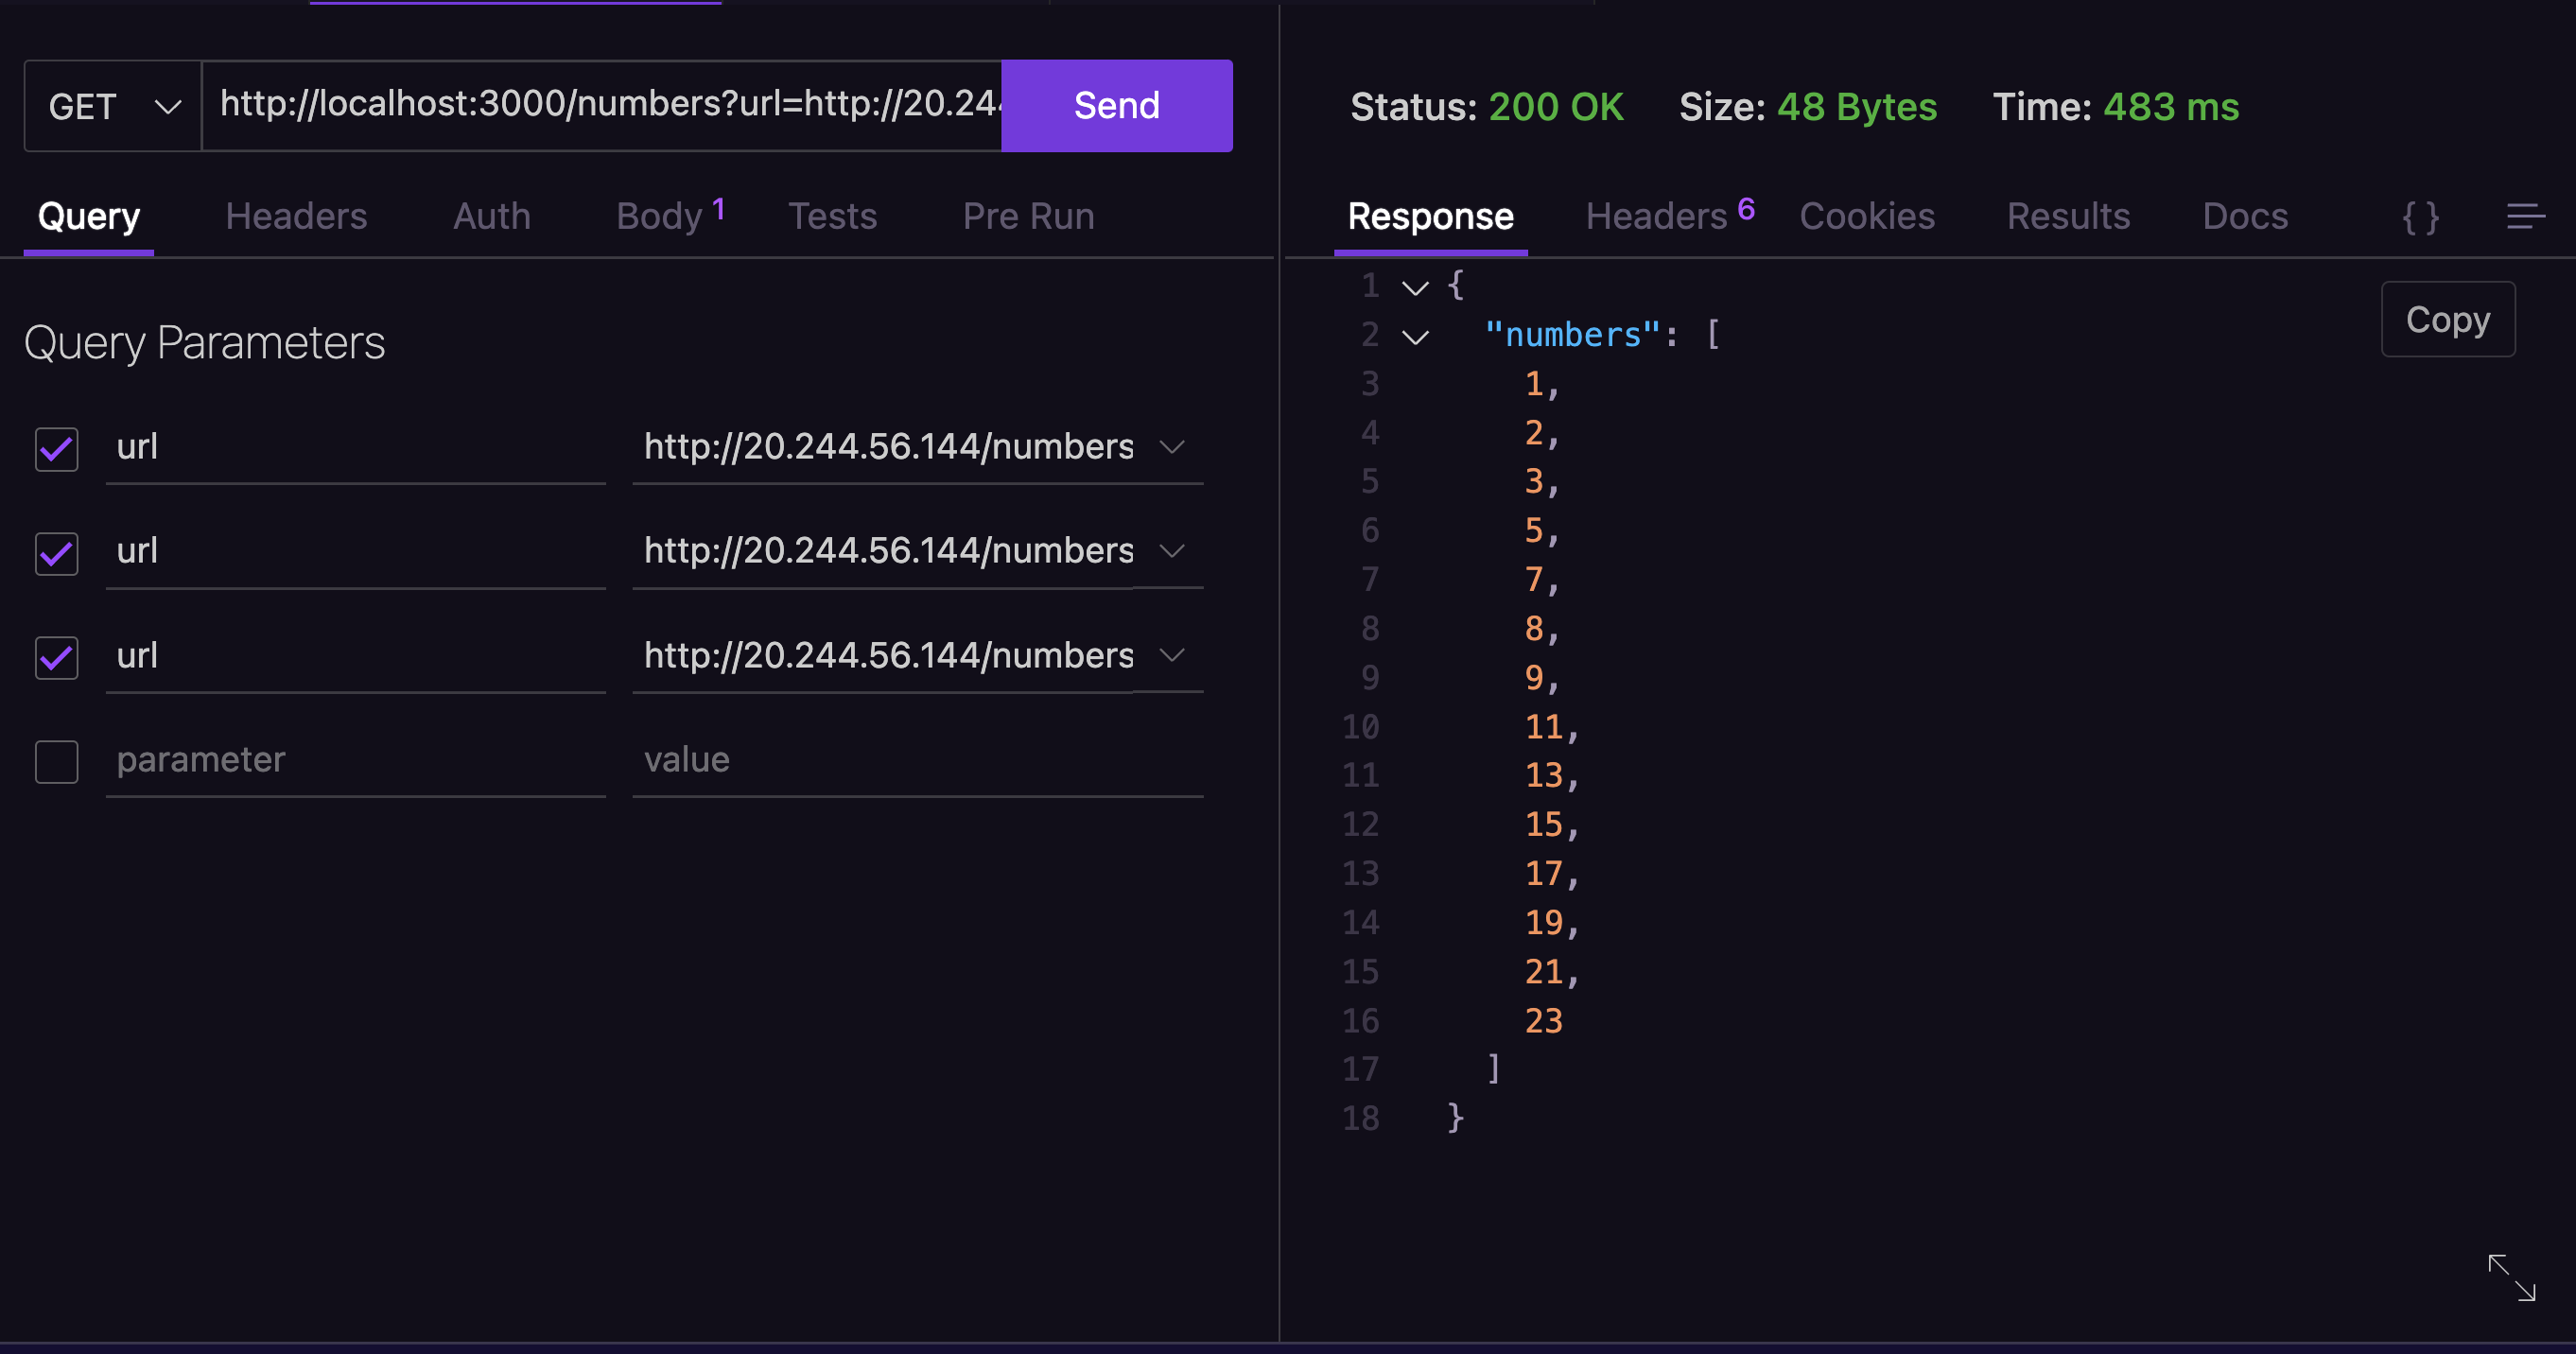 GET http://localhost:3000/numbers?url=http://20.244 Send
Query Headers Auth Body 1 Tests Pre Run
Query Parameters
url http://20.244.56.144/numbers
url http://20.244.56.144/numbers
url http://20.244.56.144/numbers
parameter value
Status: 200 OK Size: 48 Bytes Time: 483 ms
Response Headers 6 Cookies Results Docs { }
Copy
1 {
2 "numbers": [
3 1,
4 2,
5 3,
6 5,
7 7,
8 8,
9 9,
10 11,
11 13,
12 15,
13 17,
14 19,
15 21,
16 23
17 ]
18 }